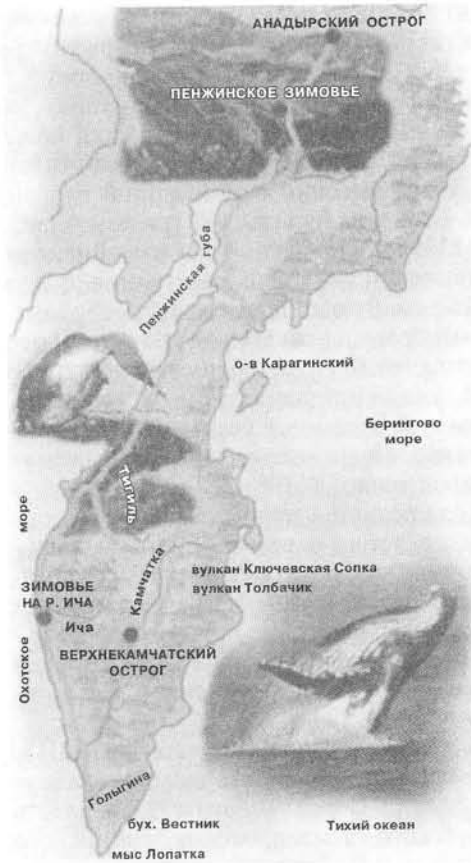 АНАДЫРСКИЙ ОСТРОГ
ПЕНЖИНСКОЕ ЗИМОВЬЕ
Пенжинская губа
о-в Карагинский
Берингово
море
ТИГИЛЬ
Охотское море
Камчатка
вулкан Ключевская Сопка
вулкан Толбачик
ЗИМОВЬЕ
НА Р. ИЧА
Ича
ВЕРХНЕКАМЧАТСКИЙ
ОСТРОГ
Голыгина
бух. Вестник
Тихий океан
мыс Лопатка